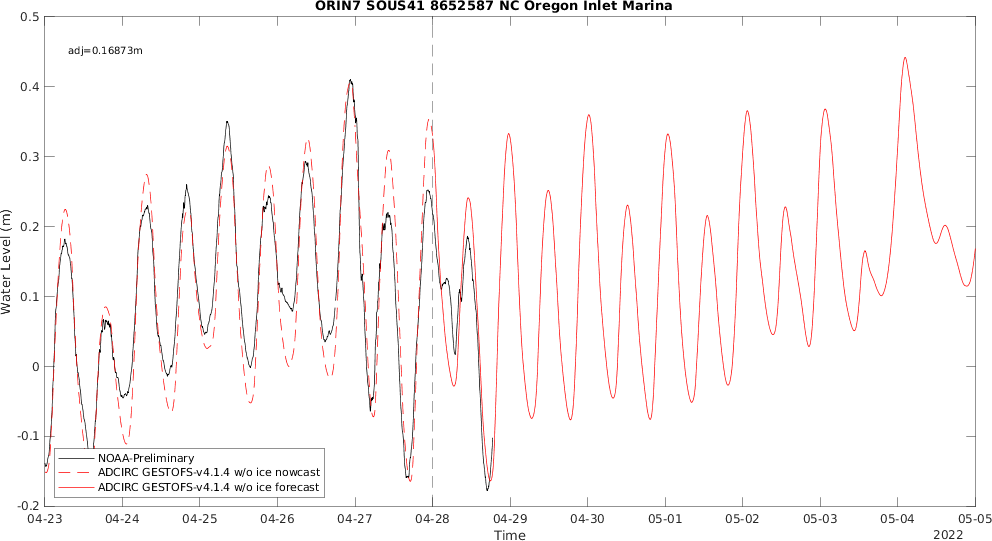 ORIN7 SOUS41 8652587 NC Oregon Inlet Marina
adj=0.16873m
Water Level (m)
0.5
0.4
0.3
0.2
0.1
0
-0.1
-0.2
NOAA-Preliminary
ADCIRC GESTOFS-v4.1.4 w/o ice nowcast
ADCIRC GESTOFS-v4.1.4 w/o ice forecast
04-23 04-24 04-25 04-26 04-27 04-28 04-29 04-30 05-01 05-02 05-03 05-04 05-05
Time
2022